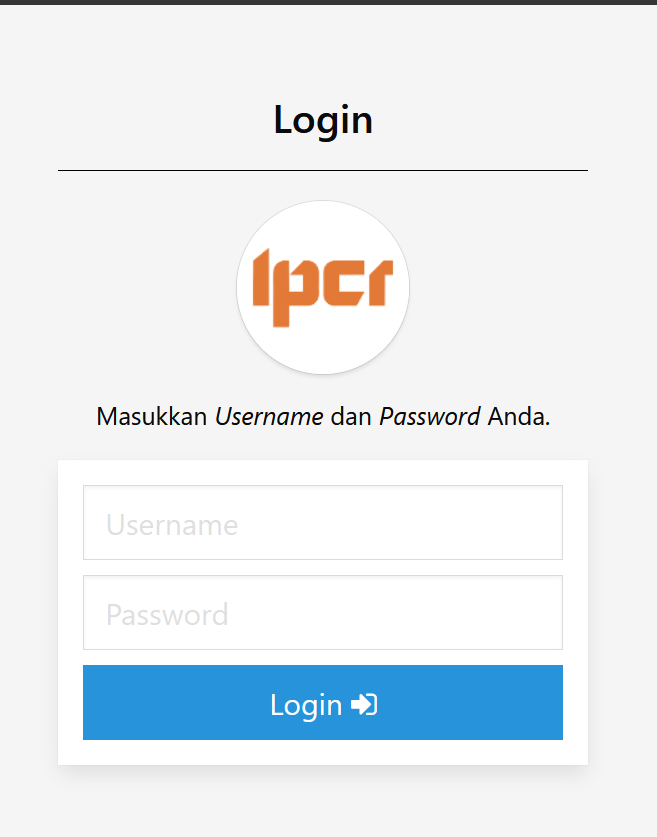 Login
lpcr
Masukkan Username dan Password Anda.
Username
Password
Login